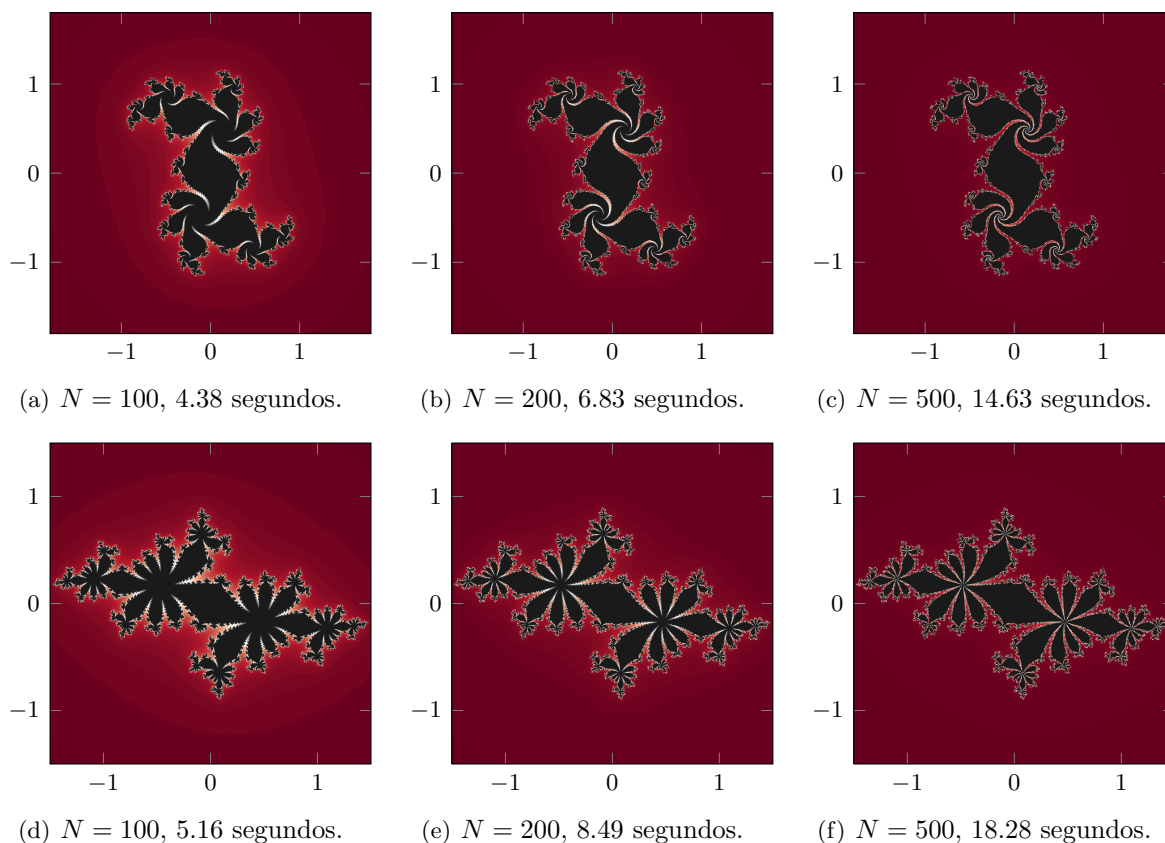 1
0
−1
−1 0 1
1
0
−1
−1 0 1
1
0
−1
−1 0 1
(a) N = 100, 4.38 segundos.
(b) N = 200, 6.83 segundos.
(c) N = 500, 14.63 segundos.
1
0
−1
−1 0 1
1
0
−1
−1 0 1
1
0
−1
−1 0 1
(d) N = 100, 5.16 segundos.
(e) N = 200, 8.49 segundos.
(f) N = 500, 18.28 segundos.